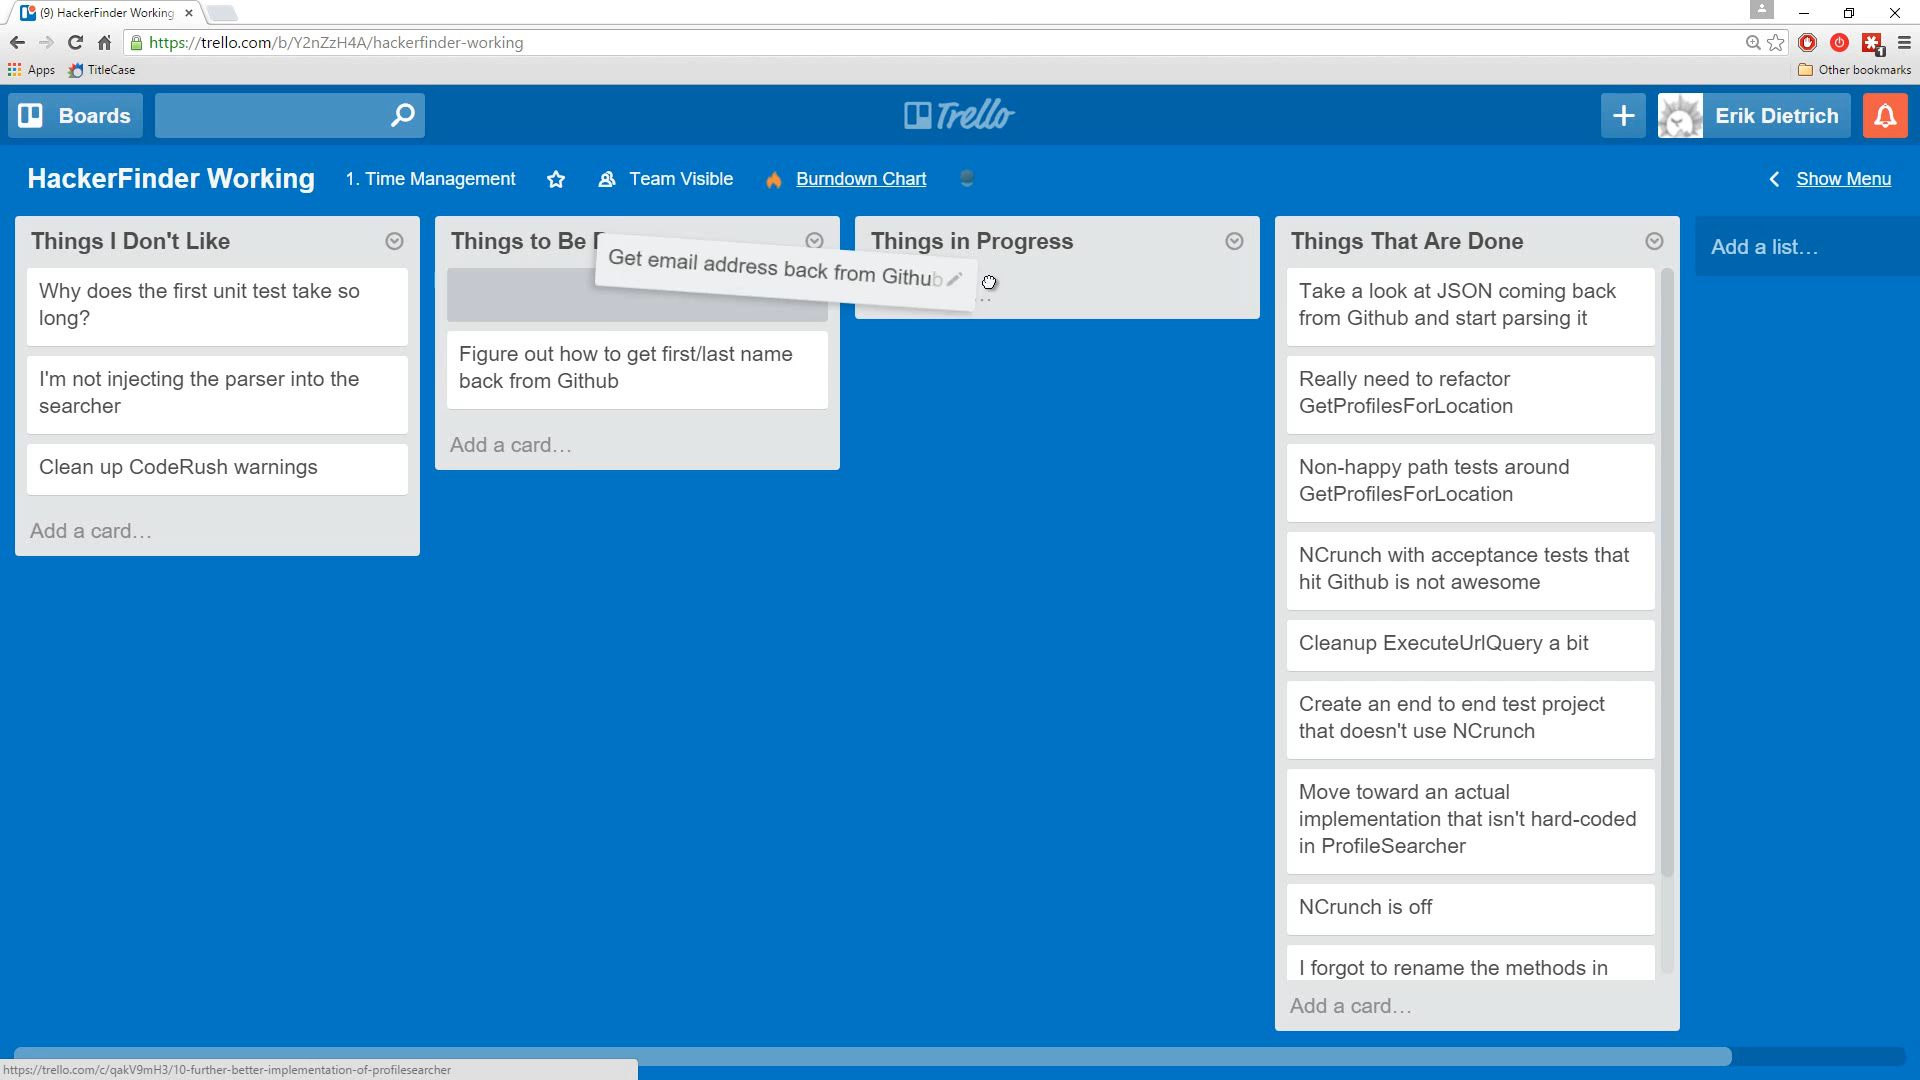 (9) HackerFinder Working
https://trello.com/b/Y2nZzH4A/hackerfinder-working
1
Apps
TitleCase
Other bookmarks
Boards
Trello
Erik Dietrich
HackerFinder Working
1. Time Management
Team Visible
Burndown Chart
Show Menu
Things I Don't Like
Why does the first unit test take so
long?
I'm not injecting the parser into the
searcher
Clean up CodeRush warnings
Add a card…
Things to Be
Get email address back from Github
Figure out how to get first/last name
back from Github
Add a card…
Things in Progress
Things That Are Done
Take a look at JSON coming back
from Github and start parsing it
Really need to refactor
GetProfilesForLocation
Non-happy path tests around
GetProfilesForLocation
NCrunch with acceptance tests that
hit Github is not awesome
Cleanup ExecuteUrlQuery a bit
Create an end to end test project
that doesn't use NCrunch
Move toward an actual
implementation that isn't hard-coded
in ProfileSearcher
NCrunch is off
I forgot to rename the methods in
Add a card…
Add a list…
https://trello.com/c/qakV9mH3/10-further-better-implementation-of-profilesearcher